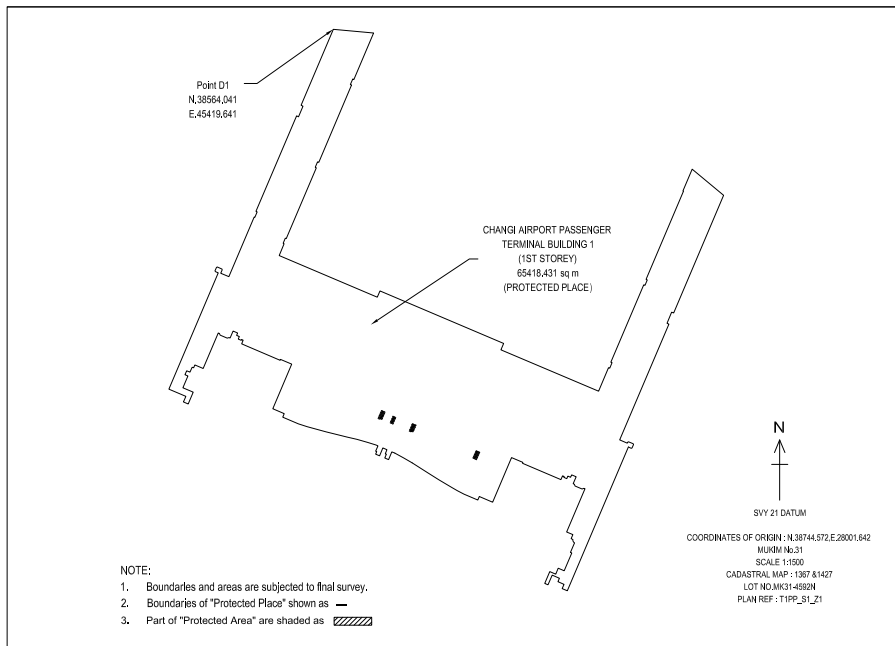 Point D1
N.38564.041
E.45419.641
CHANGI AIRPORT PASSENGER
TERMINAL BUILDING 1
(1ST STOREY)
65418.431 sq m
(PROTECTED PLACE)
N
SVY 21 DATUM
COORDINATES OF ORIGIN : N.38744.572,E.28001.642
MUKIM No.31
SCALE 1:1500
CADASTRAL MAP : 1367 &1427
LOT NO.MK31-4592N
PLAN REF : T1PP_S1_Z1
NOTE:
1. Boundaries and areas are subjected to final survey.
2. Boundaries of "Protected Place" shown as
3. Part of "Protected Area" are shaded as